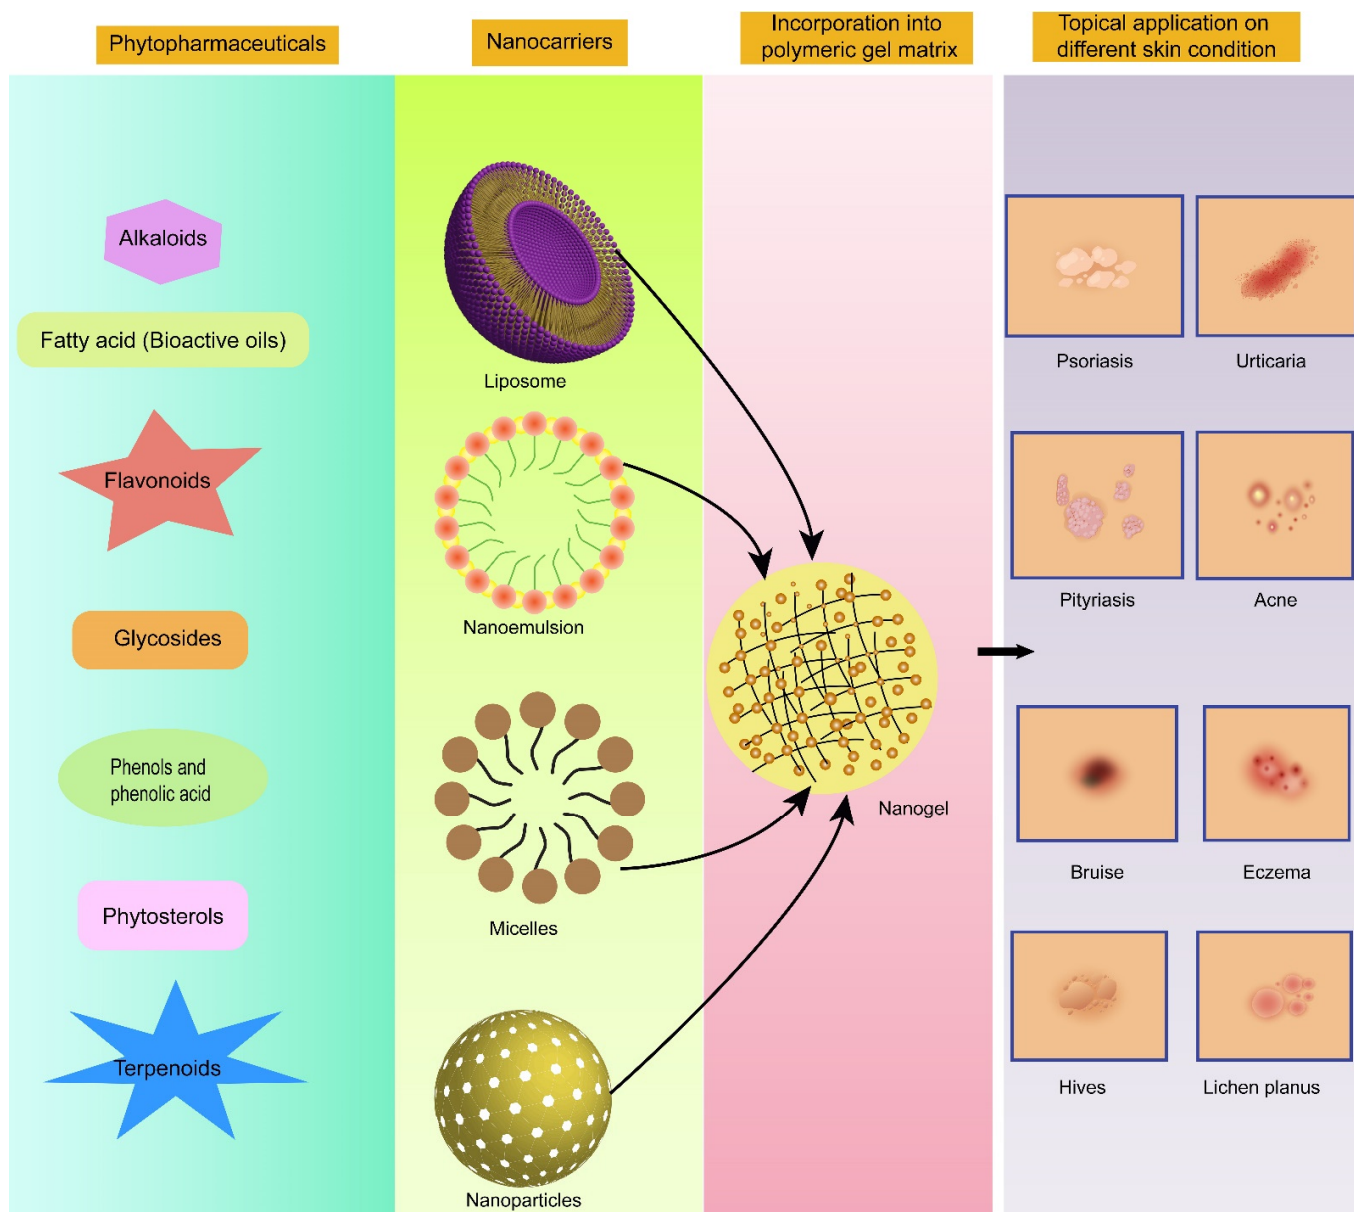 Phytopharmaceuticals
Nanocarriers
Incorporation into
polymeric gel matrix
Topical application on
different skin condition
Alkaloids
Fatty acid (Bioactive oils)
Flavonoids
Glycosides
Phenols and
phenolic acid
Phytosterols
Terpenoids
Liposome
Nanoemulsion
Micelles
Nanoparticles
Nanogel
Psoriasis
Urticaria
Pityriasis
Acne
Bruise
Eczema
Hives
Lichen planus